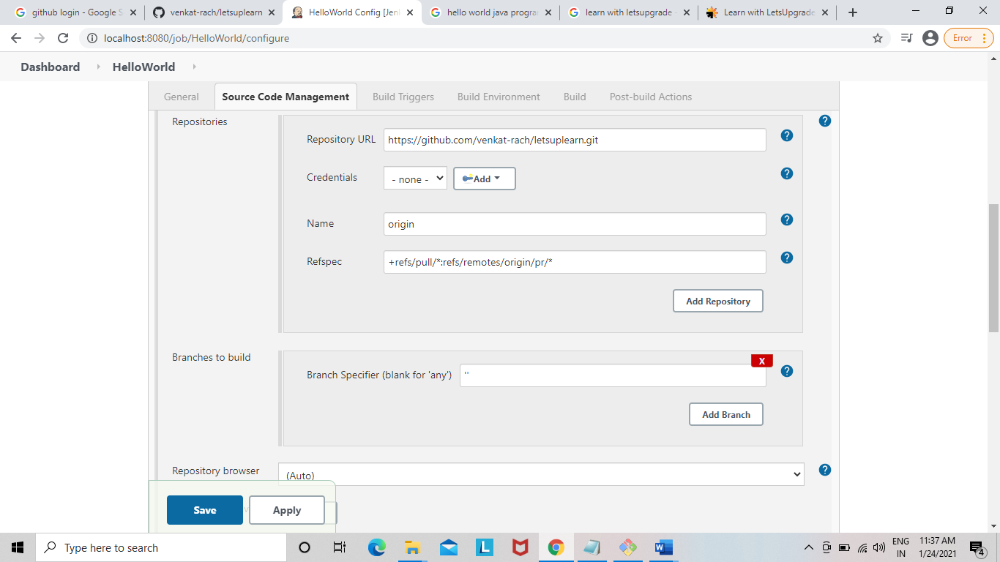 github login - Google S
venkat-rach/letsuplearn
HelloWorld Config [Jen
hello world java progra
learn with letsupgrade
Learn with LetsUpgrade
localhost:8080/job/HelloWorld/configure
Error
Dashboard
HelloWorld
General
Source Code Management
Build Triggers
Build Environment
Build
Post-build Actions
Repositories
Repository URL
https://github.com/venkat-rach/letsuplearn.git
Credentials
- none -
Add
Name
origin
Refspec
+refs/pull/*:refs/remotes/origin/pr/*
Add Repository
Branches to build
X
Branch Specifier (blank for 'any')
''
Add Branch
Repository browser
(Auto)
Save
Apply
Type here to search
ENG
IN
11:37 AM
1/24/2021
4